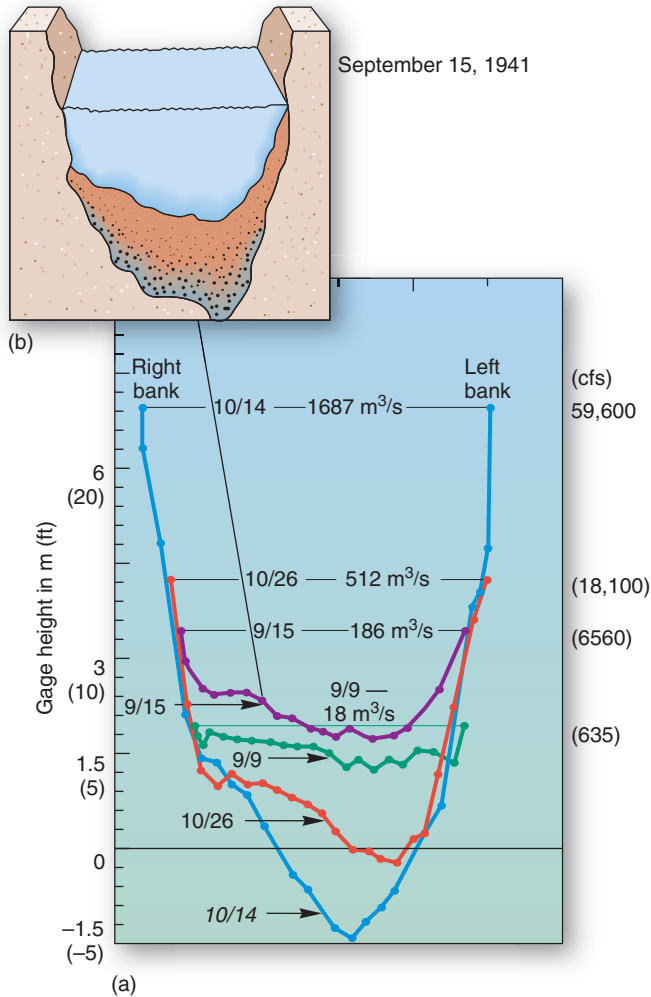 September 15, 1941
(b)
Right
bank
Left
bank
(cfs)
10/14
1687 m³/s
59,600
6
(20)
10/26
512 m³/s
(18,100)
9/15
186 m³/s
(6560)
Gage height in m (ft)
3
(10)
9/15
9/9
18 m³/s
(635)
9/9
1.5
(5)
10/26
0
10/14
–1.5
(–5)
(a)